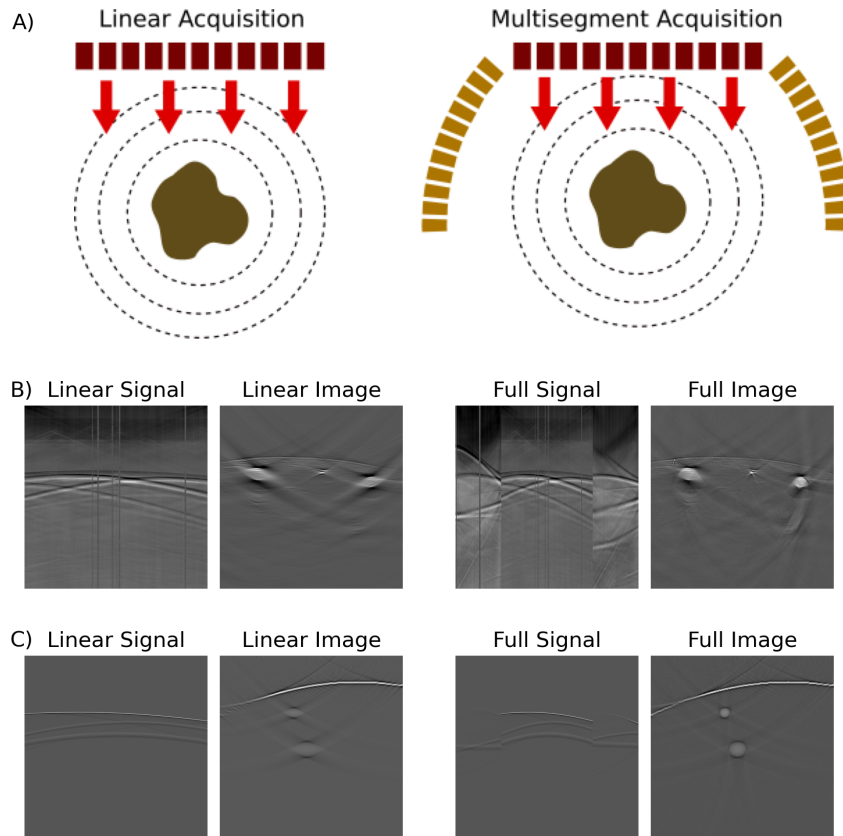 A)
Linear Acquisition
Multisegment Acquisition
B)
Linear Signal
Linear Image
Full Signal
Full Image
C)
Linear Signal
Linear Image
Full Signal
Full Image